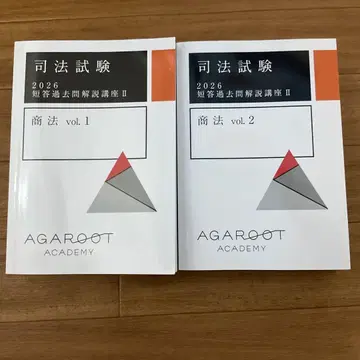 司法試験
2026
短答過去問解説講座Ⅱ
商法 vol.1
AGAROOT
ACADEMY
司法試験
2026
短答過去問解説講座Ⅱ
商法 vol.2
AGAROOT
ACADEMY